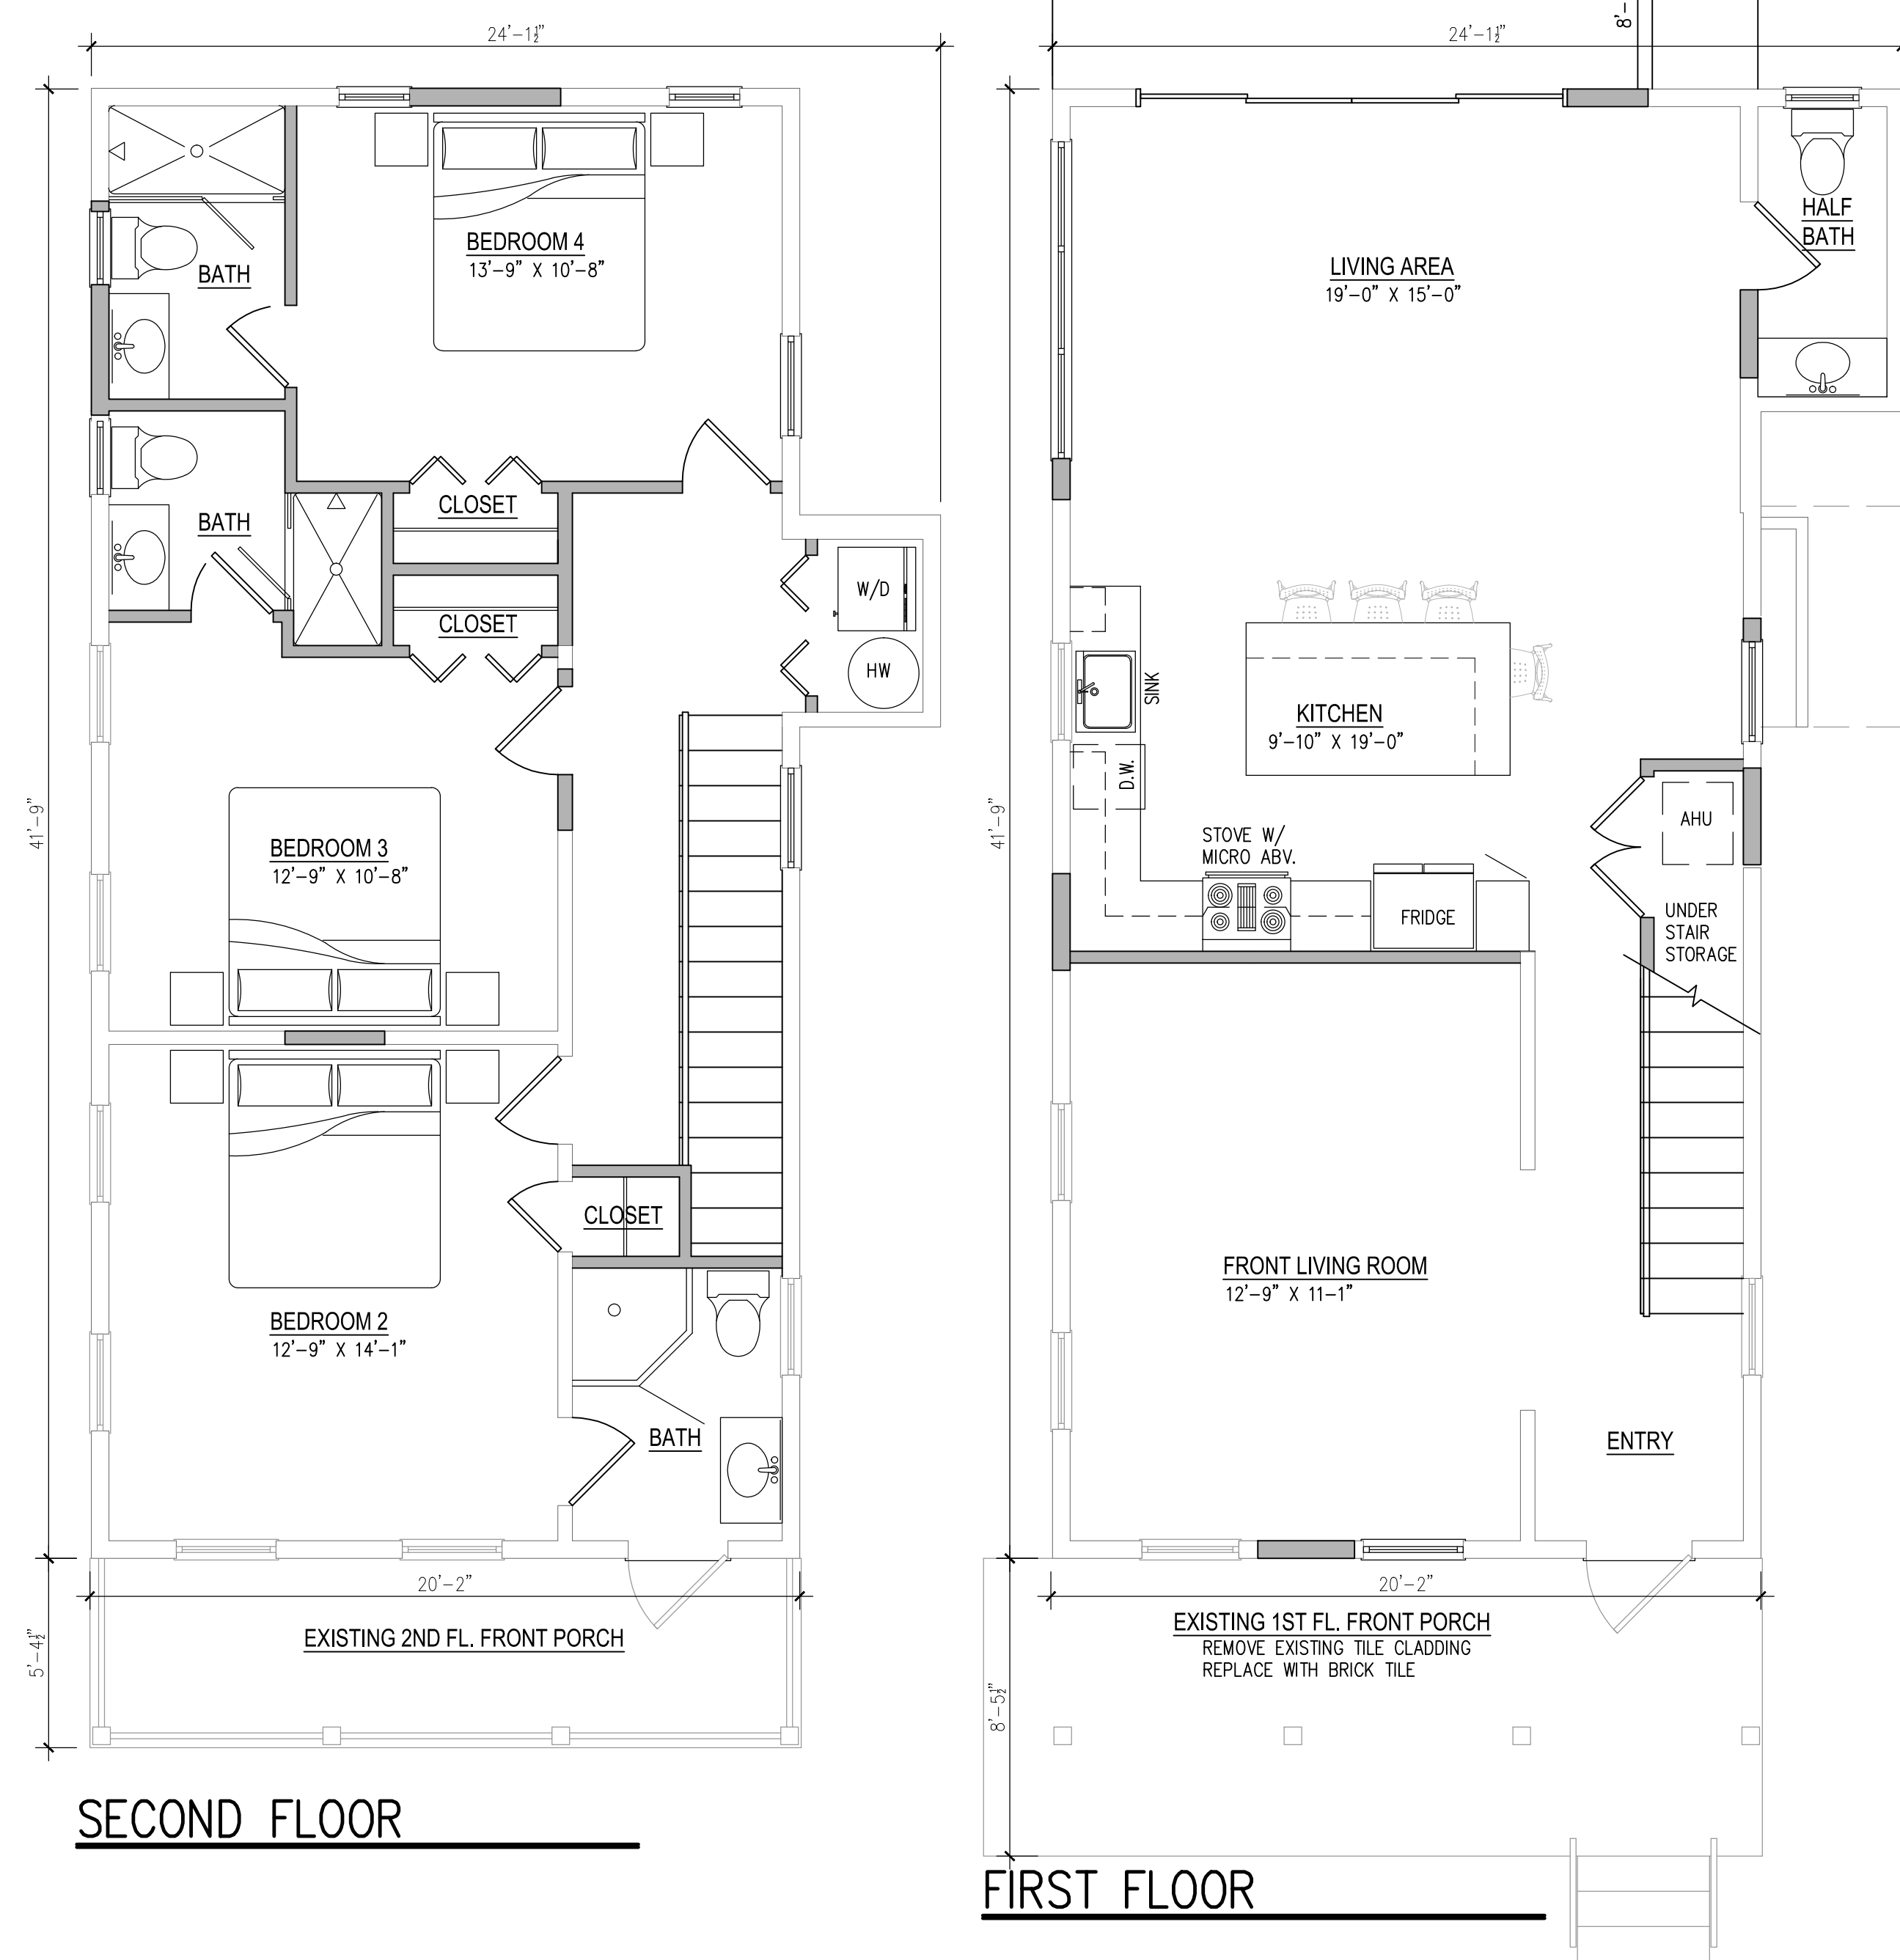 24'-1½"
BATH
BEDROOM 4
13'-9" X 10'-8"
BATH
CLOSET
CLOSET
W/D
HW
41'-9"
BEDROOM 3
12'-9" X 10'-8"
BEDROOM 2
12'-9" X 14'-1"
CLOSET
BATH
20'-2"
EXISTING 2ND FL. FRONT PORCH
5'-4½"
SECOND FLOOR
24'-1½"
8'-
HALF
BATH
LIVING AREA
19'-0" X 15'-0"
SINK
KITCHEN
9'-10" X 19'-0"
D.W.
41'-9"
STOVE W/
MICRO ABV.
FRIDGE
AHU
UNDER
STAIR
STORAGE
FRONT LIVING ROOM
12'-9" X 11-1"
ENTRY
20'-2"
EXISTING 1ST FL. FRONT PORCH
REMOVE EXISTING TILE CLADDING
REPLACE WITH BRICK TILE
8'-5½"
FIRST FLOOR